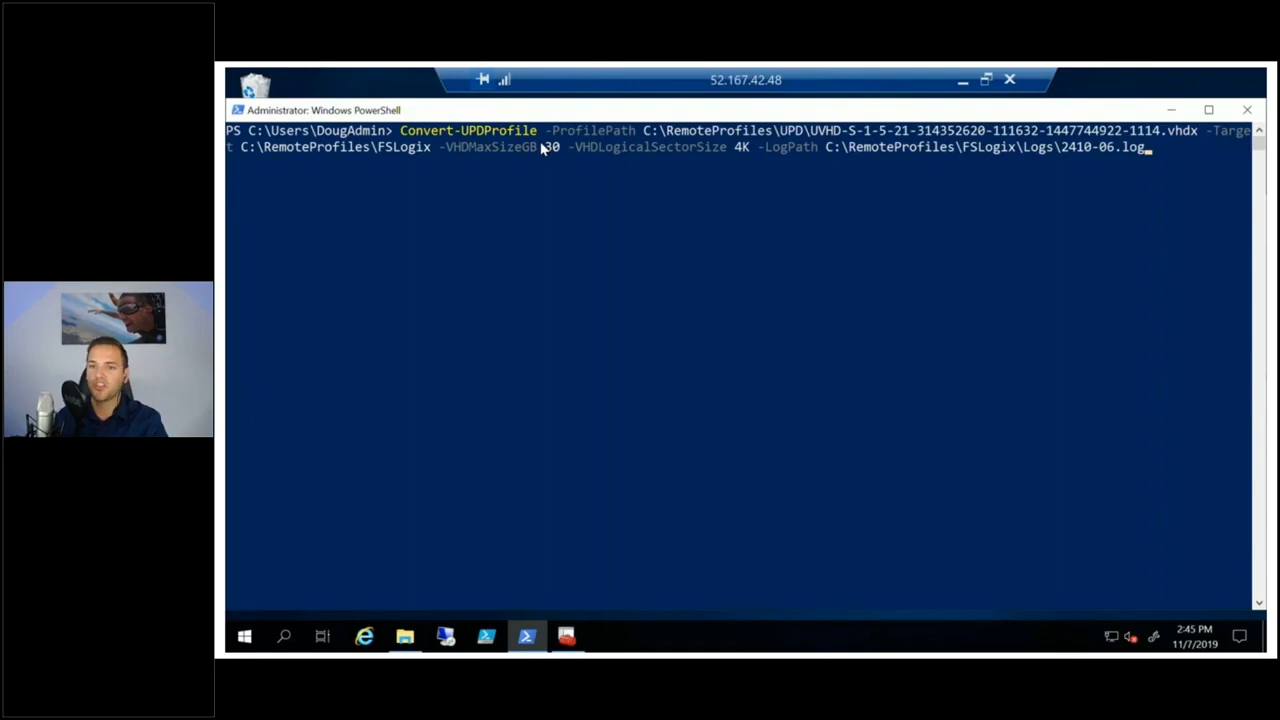 52.167.42.48
Administrator: Windows PowerShell
PS C:\Users\DougAdmin> Convert-UPDProfile -ProfilePath C:\RemoteProfiles\UPD\UVHD-S-1-5-21-314352620-111632-1447744922-1114.vhdx -Targe
t C:\RemoteProfiles\FSLogix -VHDMaxSizeGB 30 -VHDLogicalSectorSize 4K -LogPath C:\RemoteProfiles\FSLogix\Logs\2410-06.log
2:45 PM
11/7/2019